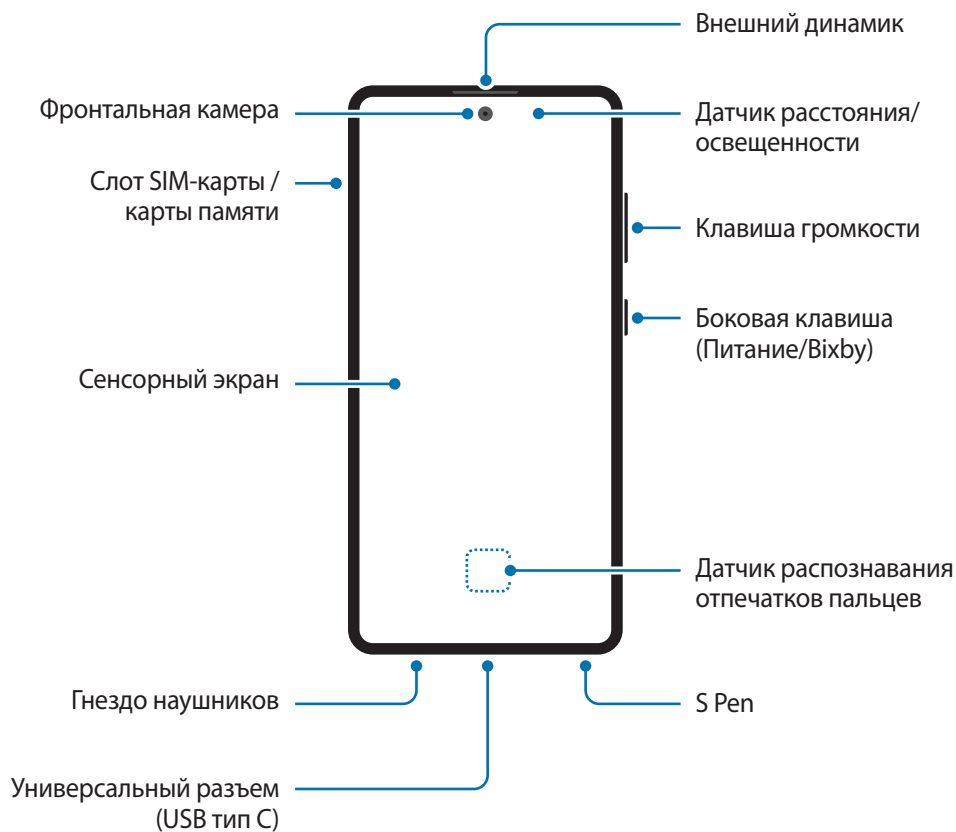 Внешний динамик
Фронтальная камера
Датчик расстояния/
освещенности
Слот SIM-карты /
карты памяти
Клавиша громкости
Боковая клавиша
(Питание/Bixby)
Сенсорный экран
Датчик распознавания
отпечатков пальцев
Гнездо наушников
S Pen
Универсальный разъем
(USB тип C)